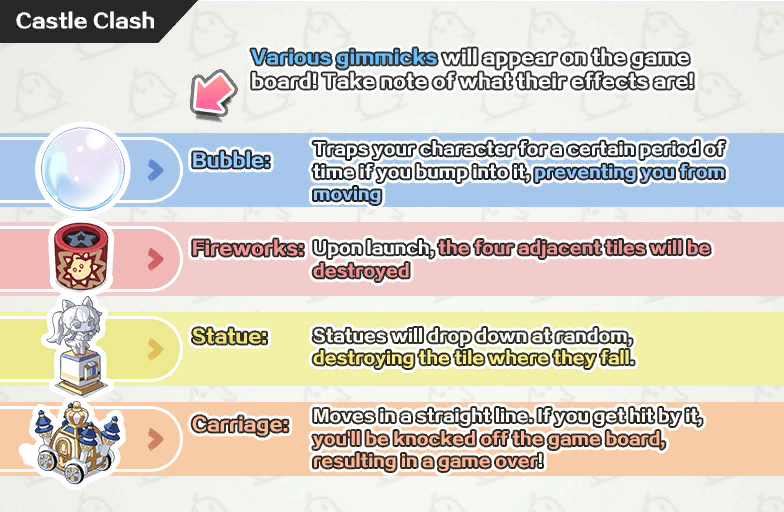 Castle Clash
Various gimmicks will appear on the game
board! Take note of what their effects are!
Bubble:
Traps your character for a certain period of
time if you bump into it, preventing you from
moving
Fireworks:
Upon launch, the four adjacent tiles will be
destroyed
Statue:
Statues will drop down at random,
destroying the tile where they fall.
Carriage:
Moves in a straight line. If you get hit by it,
you'll be knocked off the game board,
resulting in a game over!